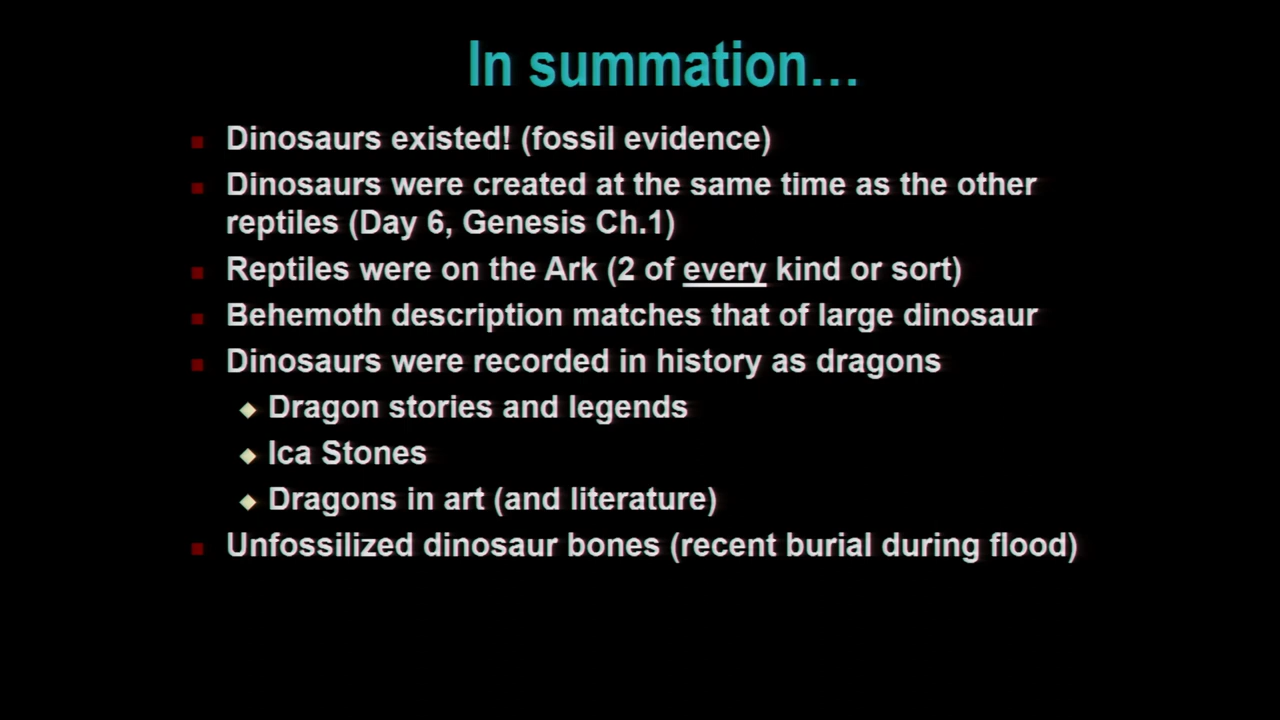 In summation…
Dinosaurs existed! (fossil evidence)
Dinosaurs were created at the same time as the other
reptiles (Day 6, Genesis Ch.1)
Reptiles were on the Ark (2 of every kind or sort)
Behemoth description matches that of large dinosaur
Dinosaurs were recorded in history as dragons
Dragon stories and legends
Ica Stones
Dragons in art (and literature)
Unfossilized dinosaur bones (recent burial during flood)